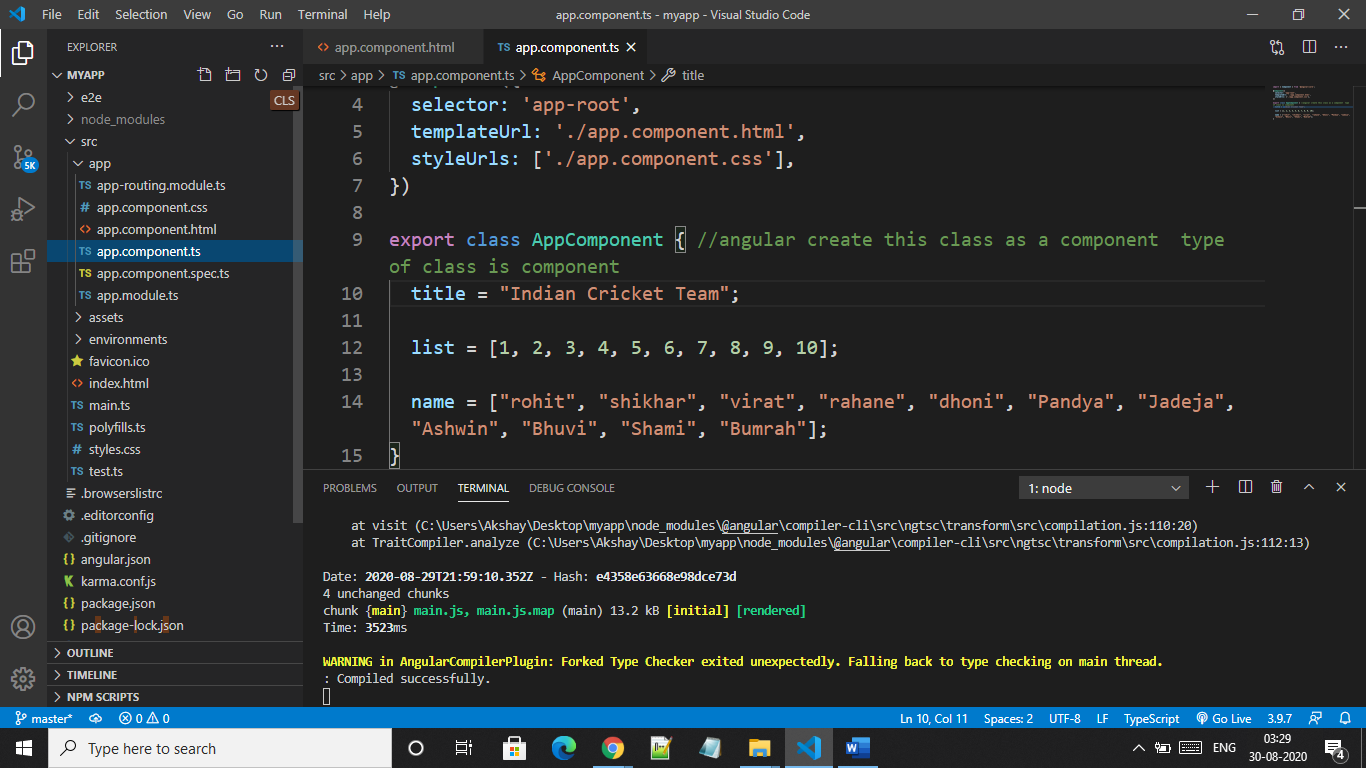 File Edit Selection View Go Run Terminal Help app.component.ts - myapp - Visual Studio Code
EXPLORER
MYAPP
e2e
CLS
node_modules
src
app
TS app-routing.module.ts
# app.component.css
<> app.component.html
TS app.component.ts
TS app.component.spec.ts
TS app.module.ts
assets
environments
favicon.ico
<> index.html
TS main.ts
TS polyfills.ts
# styles.css
TS test.ts
.browserslistrc
.editorconfig
.gitignore
{} angular.json
karma.conf.js
{} package.json
{} package-lock.json
OUTLINE
TIMELINE
NPM SCRIPTS
5K
<> app.component.html TS app.component.ts
src > app > TS app.component.ts > AppComponent > title
4 selector: 'app-root',
5 templateUrl: './app.component.html',
6 styleUrls: ['./app.component.css'],
7 })
8
9 export class AppComponent { //angular create this class as a component  type
of class is component
10 title = "Indian Cricket Team";
11
12 list = [1, 2, 3, 4, 5, 6, 7, 8, 9, 10];
13
14 name = ["rohit", "shikhar", "virat", "rahane", "dhoni", "Pandya", "Jadeja",
"Ashwin", "Bhuvi", "Shami", "Bumrah"];
15 }
PROBLEMS OUTPUT TERMINAL DEBUG CONSOLE 1: node
at visit (C:\Users\Akshay\Desktop\myapp\node_modules\@angular\compiler-cli\src\ngtsc\transform\src\compilation.js:110:20)
at TraitCompiler.analyze (C:\Users\Akshay\Desktop\myapp\node_modules\@angular\compiler-cli\src\ngtsc\transform\src\compilation.js:112:13)
Date: 2020-08-29T21:59:10.352Z - Hash: e4358e63668e98dce73d
4 unchanged chunks
chunk {main} main.js, main.js.map (main) 13.2 kB [initial] [rendered]
Time: 3523ms
WARNING in AngularCompilerPlugin: Forked Type Checker exited unexpectedly. Falling back to type checking on main thread.
: Compiled successfully.
master* 0 0 Ln 10, Col 11 Spaces: 2 UTF-8 LF TypeScript Go Live 3.9.7
Type here to search
ENG
03:29
30-08-2020
4